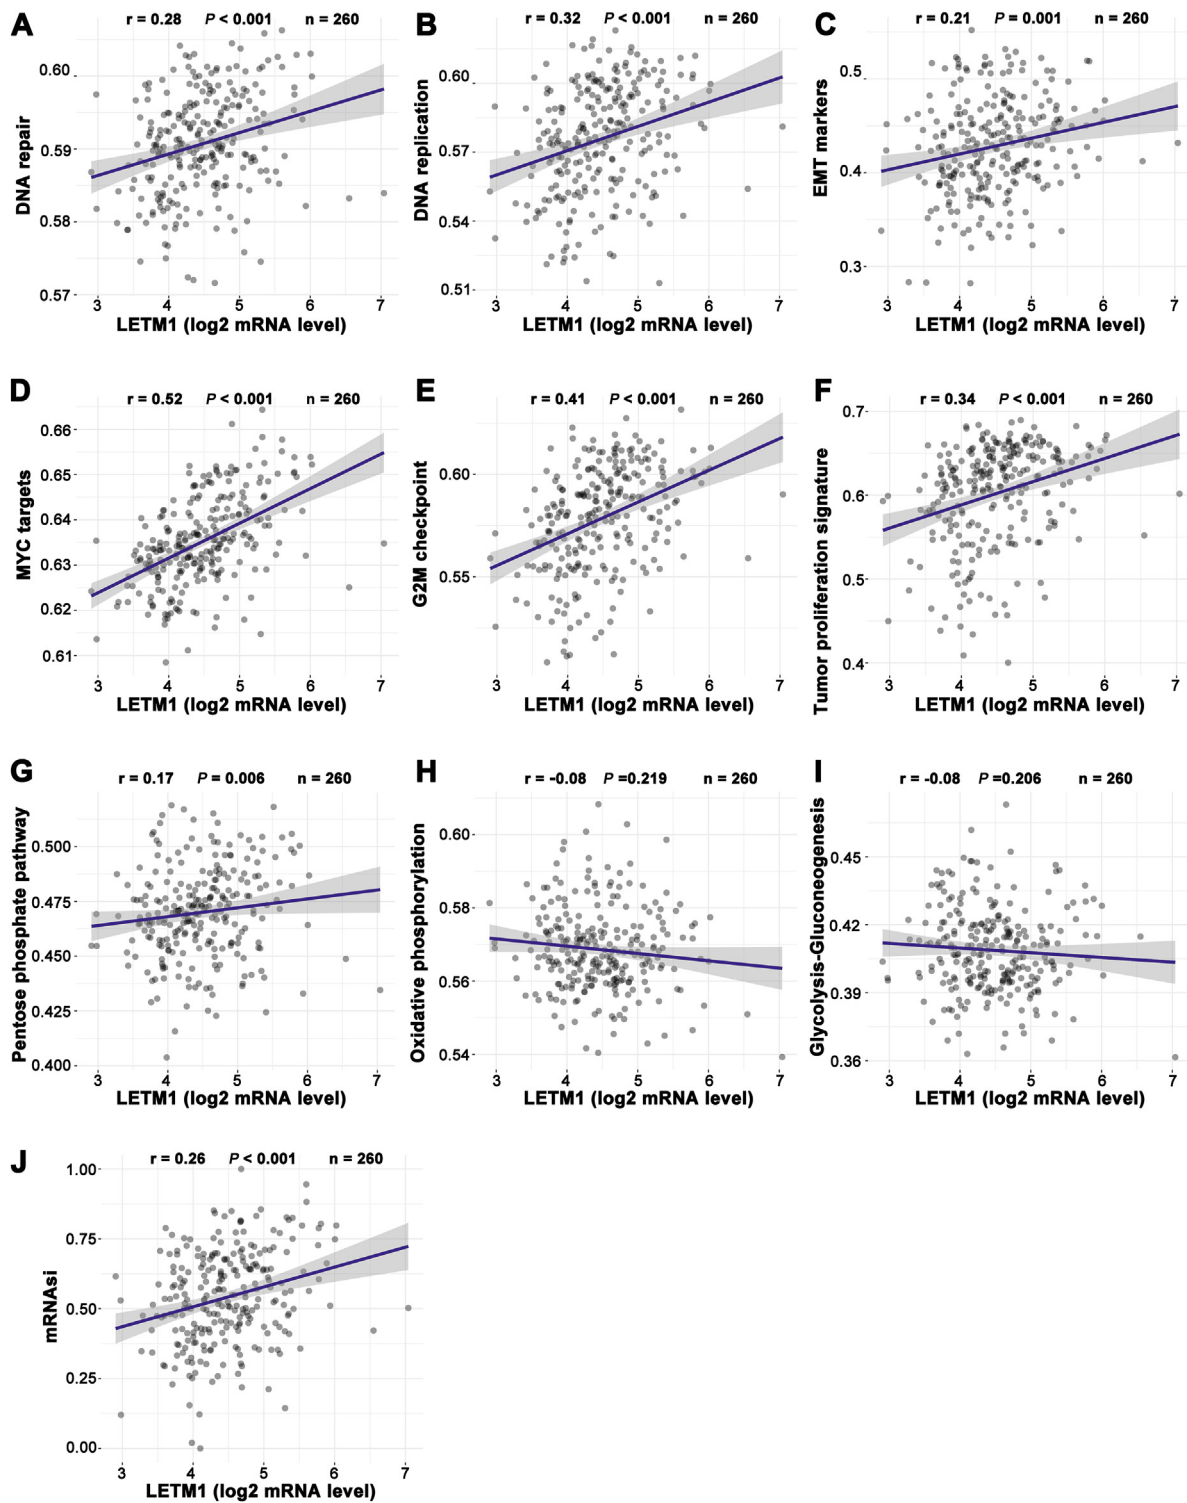 A
r = 0.28 P < 0.001 n = 260
DNA repair
0.60
0.59
0.58
0.57
3 4 5 6 7
LETM1 (log2 mRNA level)
B
r = 0.32 P < 0.001 n = 260
DNA replication
0.60
0.57
0.54
0.51
3 4 5 6 7
LETM1 (log2 mRNA level)
C
r = 0.21 P = 0.001 n = 260
EMT markers
0.5
0.4
0.3
3 4 5 6 7
LETM1 (log2 mRNA level)
D
r = 0.52 P < 0.001 n = 260
MYC targets
0.66
0.65
0.64
0.63
0.62
0.61
3 4 5 6 7
LETM1 (log2 mRNA level)
E
r = 0.41 P < 0.001 n = 260
G2M checkpoint
0.60
0.55
3 4 5 6 7
LETM1 (log2 mRNA level)
F
r = 0.34 P < 0.001 n = 260
Tumor proliferation signature
0.7
0.6
0.5
0.4
3 4 5 6 7
LETM1 (log2 mRNA level)
G
r = 0.17 P = 0.006 n = 260
Pentose phosphate pathway
0.500
0.475
0.450
0.425
0.400
3 4 5 6 7
LETM1 (log2 mRNA level)
H
r = -0.08 P =0.219 n = 260
Oxidative phosphorylation
0.60
0.58
0.56
0.54
3 4 5 6 7
LETM1 (log2 mRNA level)
I
r = -0.08 P =0.206 n = 260
Glycolysis-Gluconeogenesis
0.45
0.42
0.39
0.36
3 4 5 6 7
LETM1 (log2 mRNA level)
J
r = 0.26 P < 0.001 n = 260
mRNAsi
1.00
0.75
0.50
0.25
0.00
3 4 5 6 7
LETM1 (log2 mRNA level)